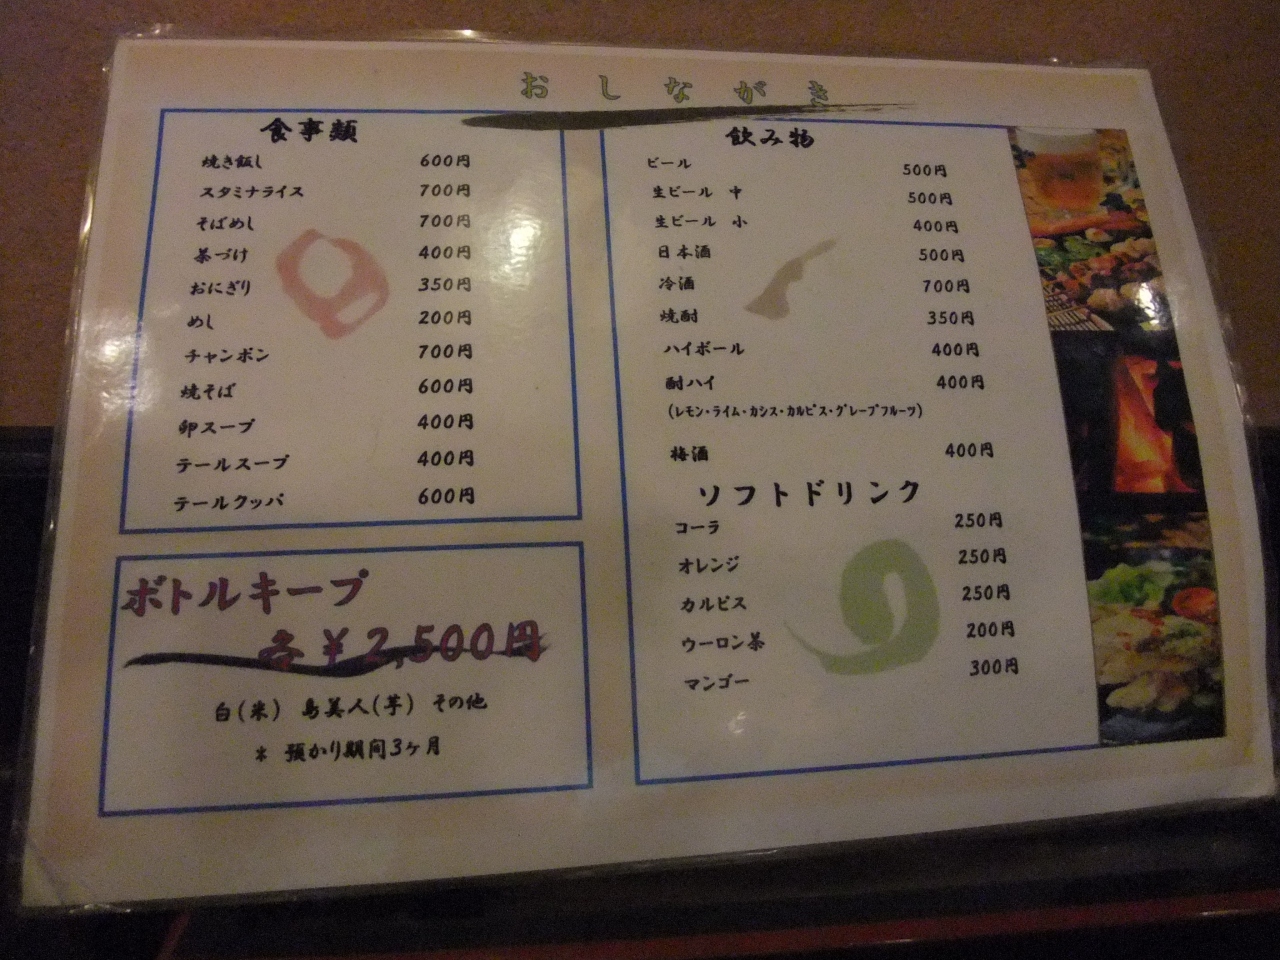 おしながき
食事類
焼き飯し 600円
スタミナライス 700円
そばめし 700円
茶づけ 400円
おにぎり 350円
めし 200円
チャンポン 700円
焼そば 600円
卵スープ 400円
テールスープ 400円
テールクッパ 600円
ボトルキープ
各￥2,500円
白(米) 島美人(芋) その他
* 預かり期間3ヶ月
飲み物
ビール 500円
生ビール 中 500円
生ビール 小 400円
日本酒 500円
冷酒 700円
焼酎 350円
ハイボール 400円
酎ハイ 400円
(レモン・ライム・カシス・カルピス・グレープフルーツ)
梅酒 400円
ソフトドリンク
コーラ 250円
オレンジ 250円
カルピス 250円
ウーロン茶 200円
マンゴー 300円